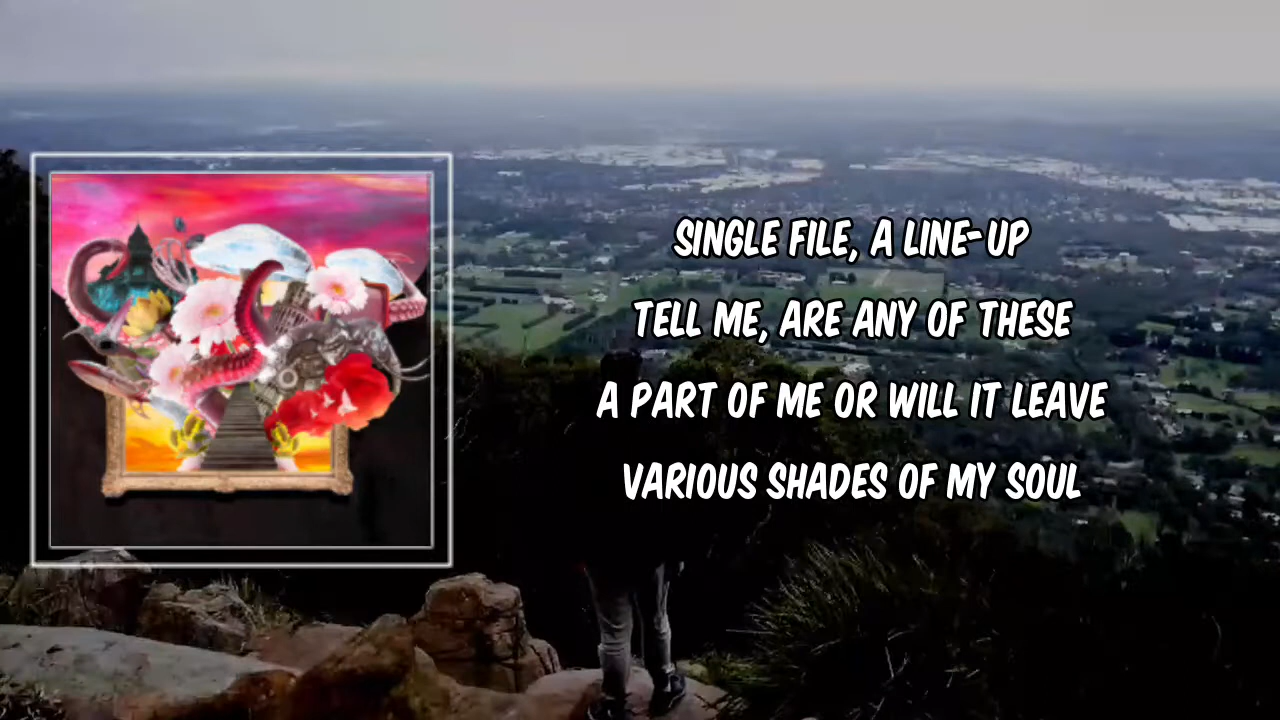 SINGLE FILE, A LINE-UP
TELL ME, ARE ANY OF THESE
A PART OF ME OR WILL IT LEAVE
VARIOUS SHADES OF MY SOUL